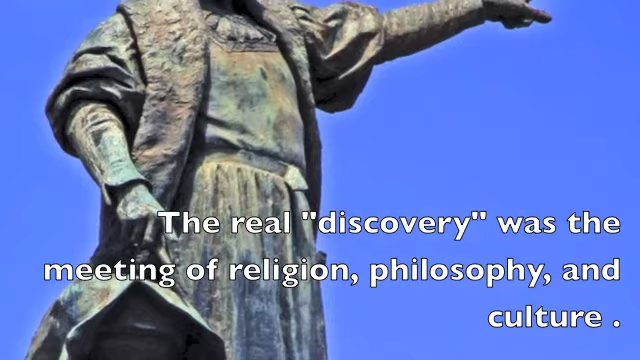 The real "discovery" was the
meeting of religion, philosophy, and
culture .